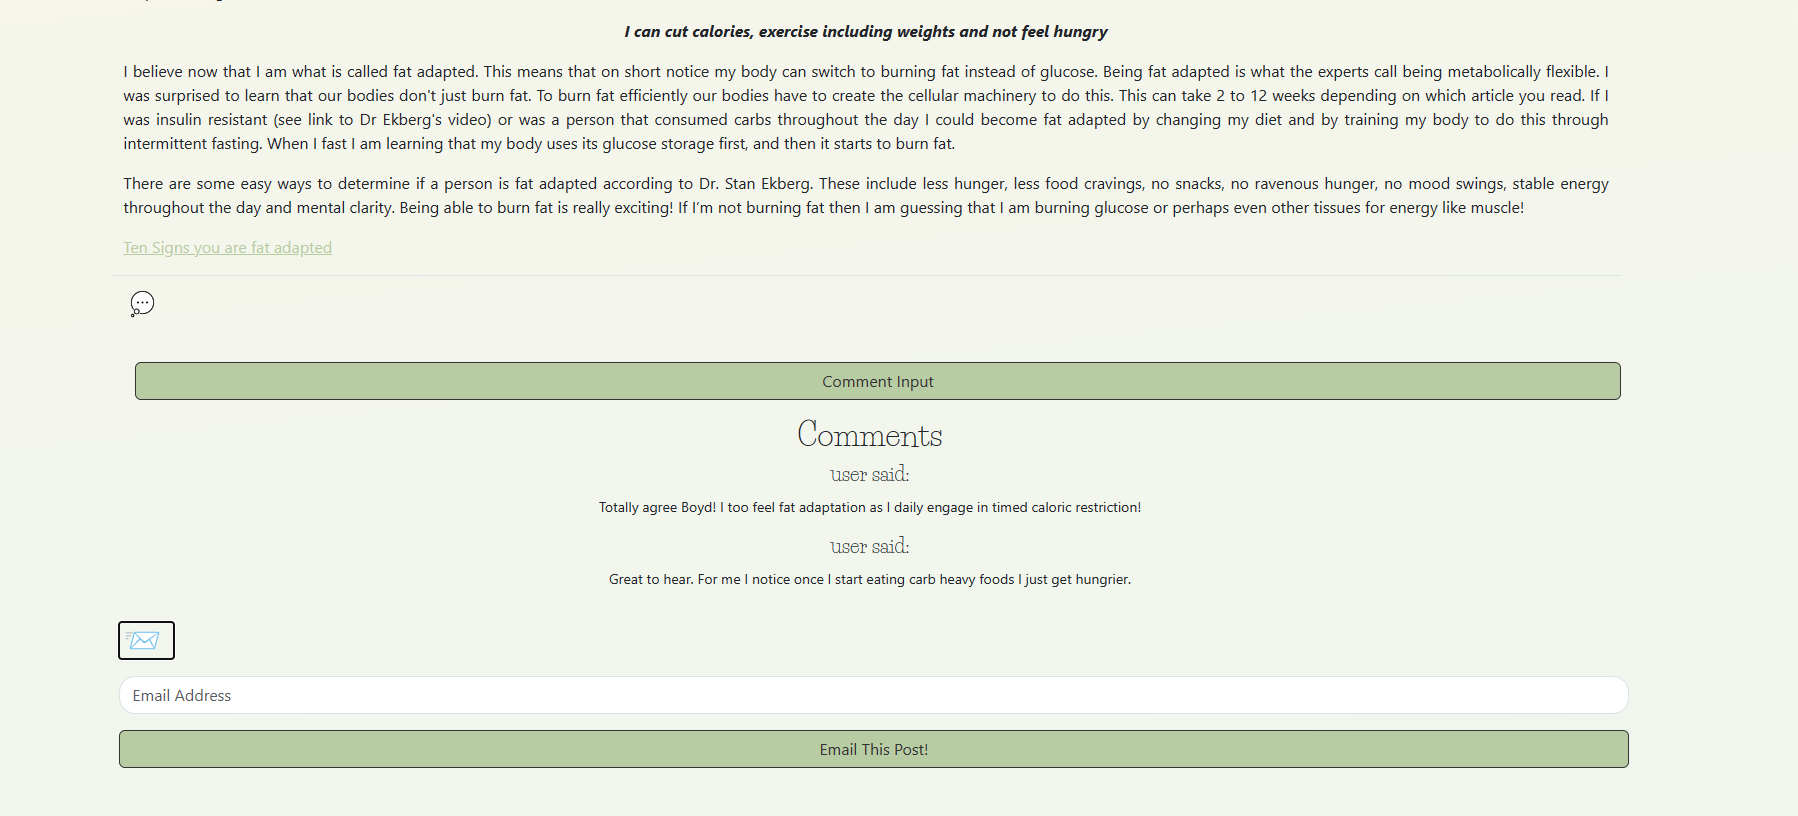 I can cut calories, exercise including weights and not feel hungry
I believe now that I am what is called fat adapted. This means that on short notice my body can switch to burning fat instead of glucose. Being fat adapted is what the experts call being metabolically flexible. I
was surprised to learn that our bodies don't just burn fat. To burn fat efficiently our bodies have to create the cellular machinery to do this. This can take 2 to 12 weeks depending on which article you read. If I
was insulin resistant (see link to Dr Ekberg's video) or was a person that consumed carbs throughout the day I could become fat adapted by changing my diet and by training my body to do this through
intermittent fasting. When I fast I am learning that my body uses its glucose storage first, and then it starts to burn fat.
There are some easy ways to determine if a person is fat adapted according to Dr. Stan Ekberg. These include less hunger, less food cravings, no snacks, no ravenous hunger, no mood swings, stable energy
throughout the day and mental clarity. Being able to burn fat is really exciting! If I'm not burning fat then I am guessing that I am burning glucose or perhaps even other tissues for energy like muscle!
Ten Signs you are fat adapted
Comment Input
Comments
user said:
Totally agree Boyd! I too feel fat adaptation as I daily engage in timed caloric restriction!
user said:
Great to hear. For me I notice once I start eating carb heavy foods I just get hungrier.
Email Address
Email This Post!